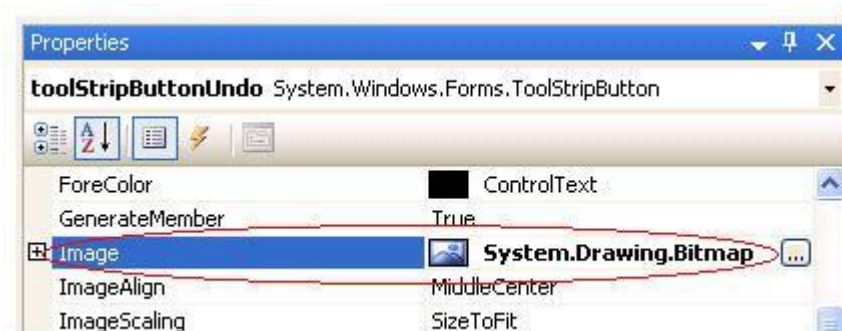 Properties
toolStripButtonUndo System.Windows.Forms.ToolStripButton
A Z
ForeColor ControlText
GenerateMember True
Image System.Drawing.Bitmap ...
ImageAlign MiddleCenter
ImageScaling SizeToFit